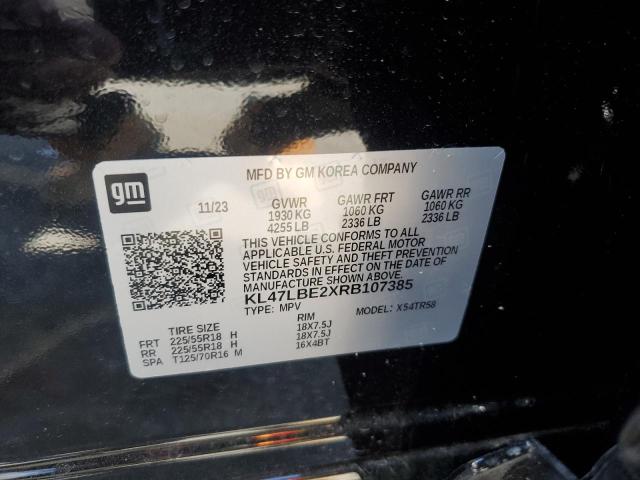 MFD BY GM KOREA COMPANY
gm
11/23 GVWR GAWR FRT GAWR RR
1930 KG 1060 KG 1060 KG
4255 LB 2336 LB 2336 LB
THIS VEHICLE CONFORMS TO ALL
APPLICABLE U.S. FEDERAL MOTOR
VEHICLE SAFETY AND THEFT PREVENTION
STANDARDS IN EFFECT ON THE DATE OF
MANUFACTURE SHOWN ABOVE.
KL47LBE2XRB107385
TYPE: MPV MODEL: X54TR58
TIRE SIZE RIM
FRT 225/55R18 H 18X7.5J
RR 225/55R18 H 18X7.5J
SPA T125/70R16 M 16X4BT